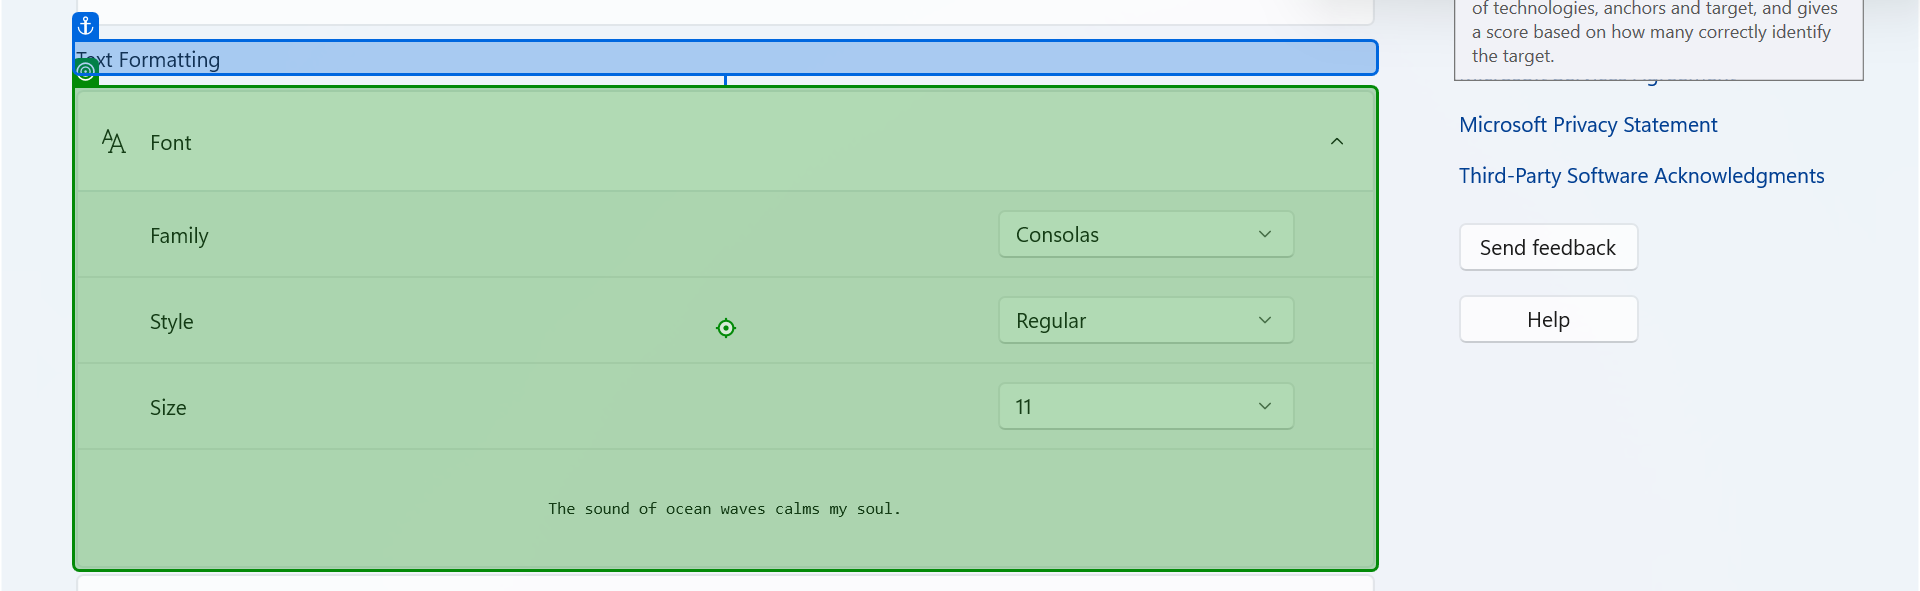 Text Formatting
Font
Family
Consolas
Style
Regular
Size
11
The sound of ocean waves calms my soul.
of technologies, anchors and target, and gives
a score based on how many correctly identify
the target.
Microsoft Privacy Statement
Third-Party Software Acknowledgments
Send feedback
Help